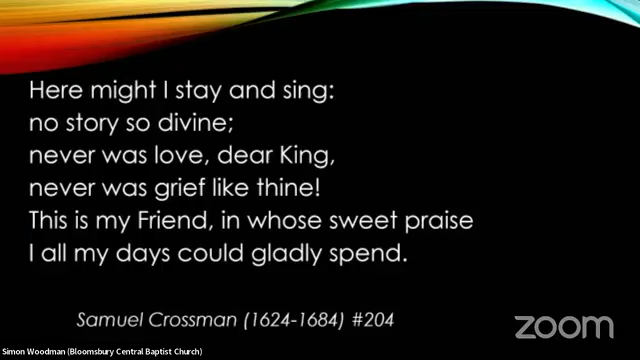 Here might I stay and sing:
no story so divine;
never was love, dear King,
never was grief like thine!
This is my Friend, in whose sweet praise
I all my days could gladly spend.
Samuel Crossman (1624-1684) #204
zoom
Simon Woodman (Bloomsbury Central Baptist Church)